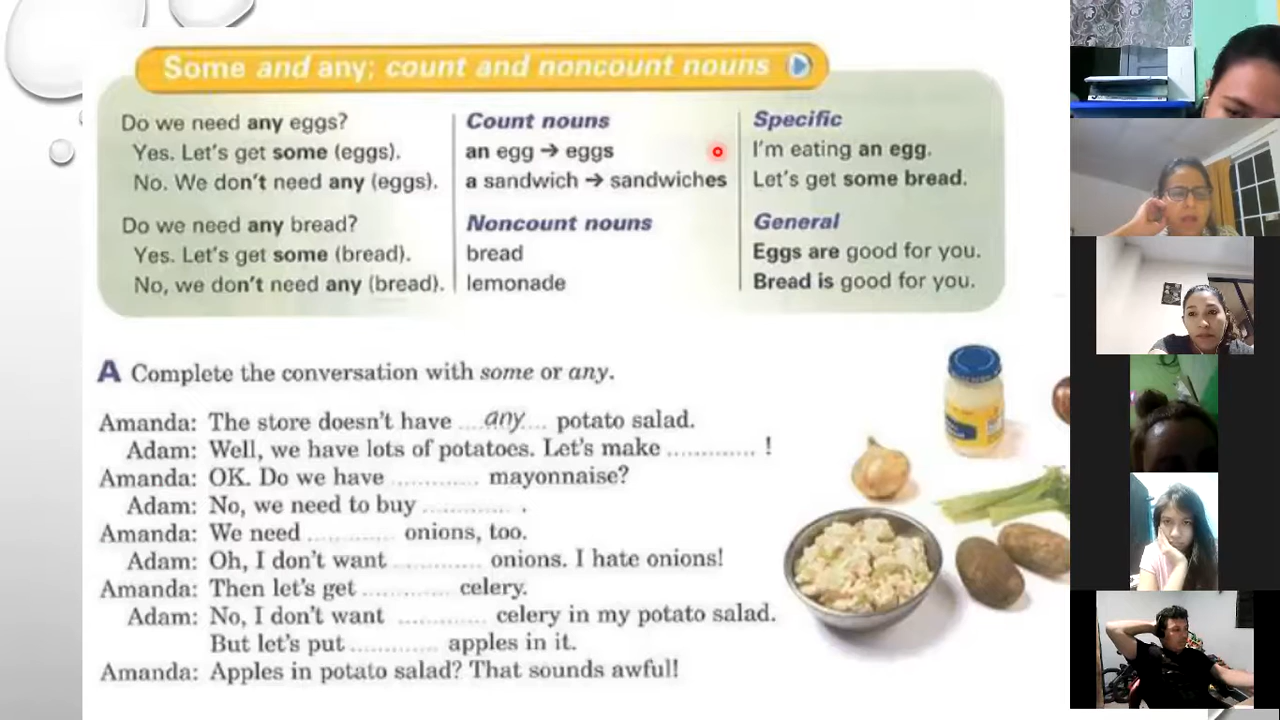 Some and any; count and noncount nouns
Do we need any eggs?
Yes. Let's get some (eggs).
No. We don't need any (eggs).
Do we need any bread?
Yes. Let's get some (bread).
No, we don't need any (bread).
Count nouns
an egg → eggs
a sandwich → sandwiches
Noncount nouns
bread
lemonade
Specific
I'm eating an egg.
Let's get some bread.
General
Eggs are good for you.
Bread is good for you.
A Complete the conversation with some or any.
Amanda: The store doesn't have ....any.... potato salad.
Adam: Well, we have lots of potatoes. Let's make ............. !
Amanda: OK. Do we have ............ mayonnaise?
Adam: No, we need to buy ............ .
Amanda: We need ............ onions, too.
Adam: Oh, I don't want ............ onions. I hate onions!
Amanda: Then let's get ............ celery.
Adam: No, I don't want ............ celery in my potato salad.
But let's put ............ apples in it.
Amanda: Apples in potato salad? That sounds awful!